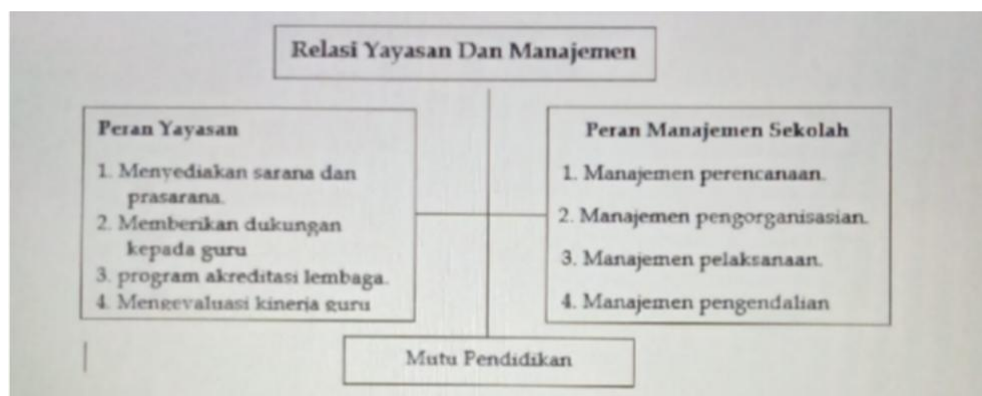 Relasi Yayasan Dan Manajemen
Peran Yayasan
1. Menyediakan sarana dan
prasarana.
2. Memberikan dukungan
kepada guru
3. program akreditasi lembaga.
4. Mengevaluasi kinerja guru
Peran Manajemen Sekolah
1. Manajemen perencanaan.
2. Manajemen pengorganisasian.
3. Manajemen pelaksanaan.
4. Manajemen pengendalian
Mutu Pendidikan